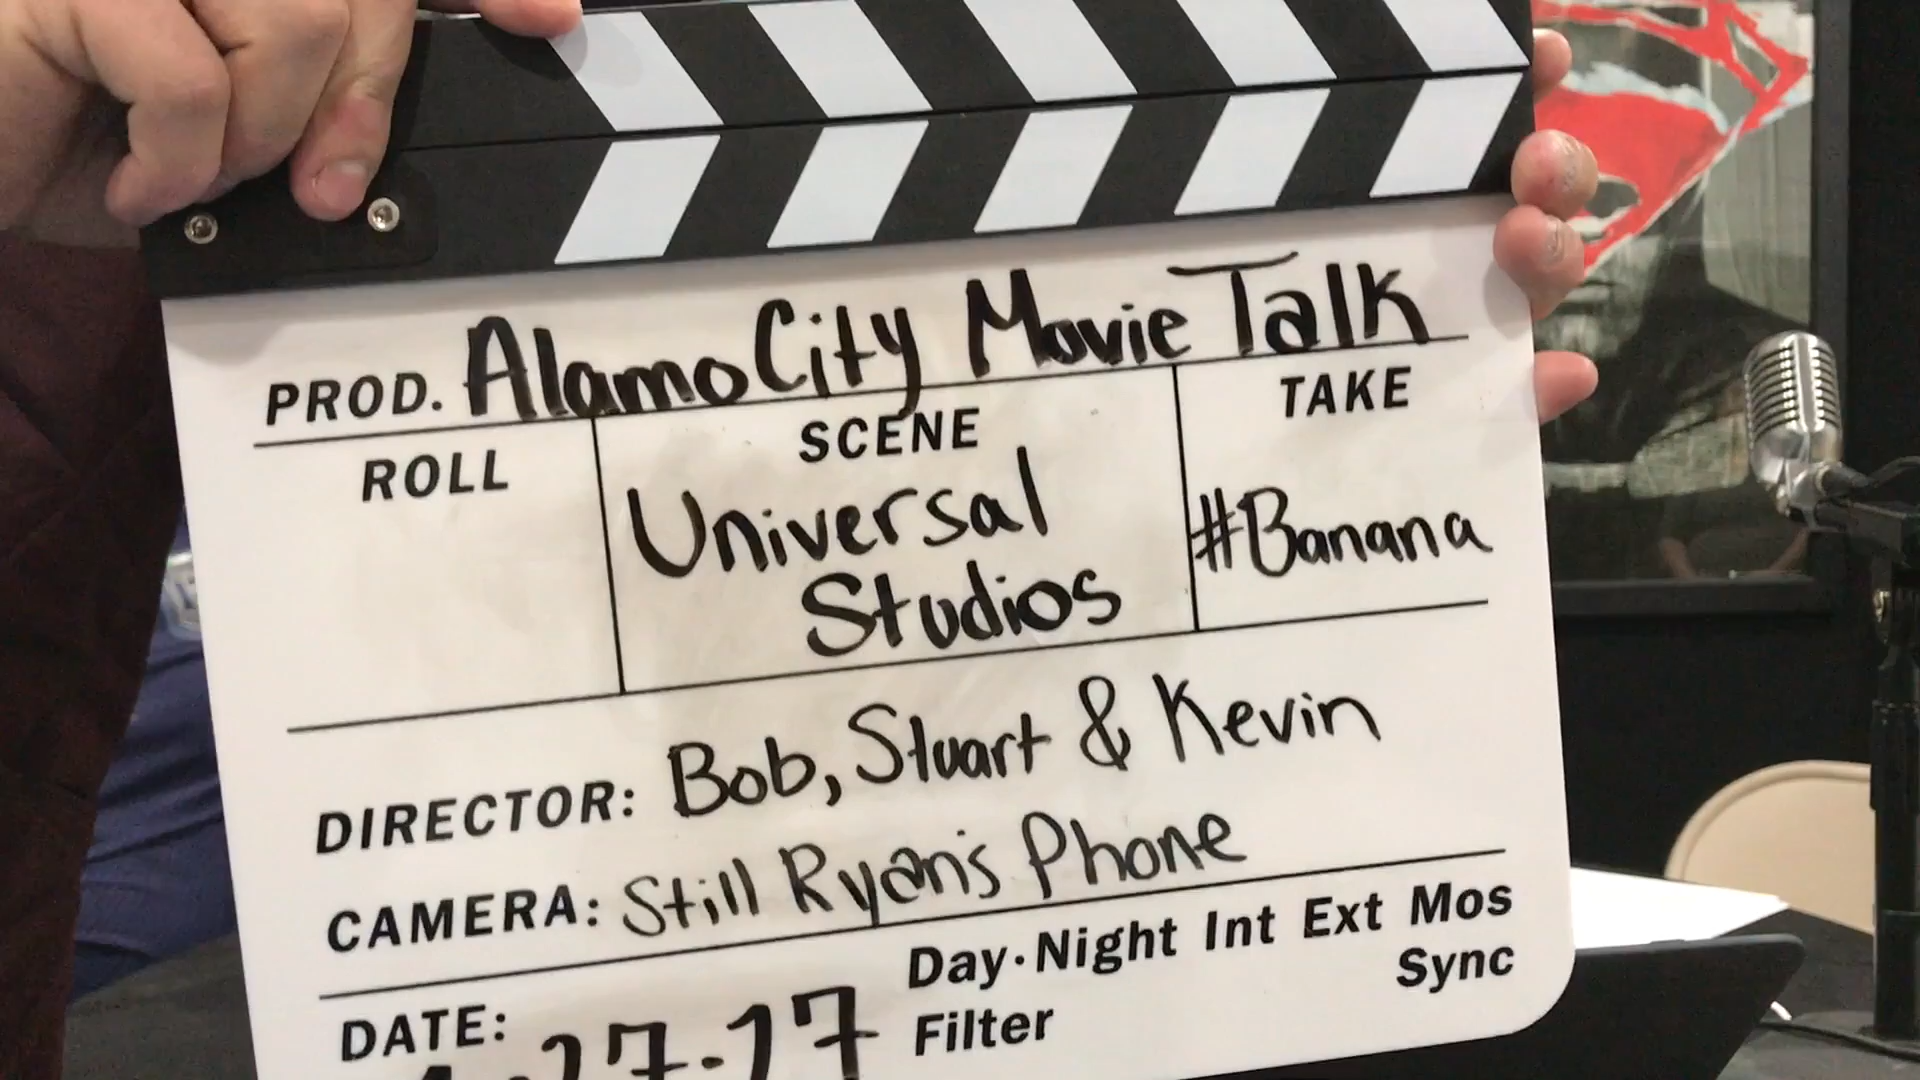 PROD. Alamo City Movie Talk
ROLL
SCENE
TAKE
Universal
Studios
#Banana
DIRECTOR: Bob, Stuart & Kevin
CAMERA: Still Ryan's Phone
Day·Night Int Ext Mos
Sync
Filter
DATE: